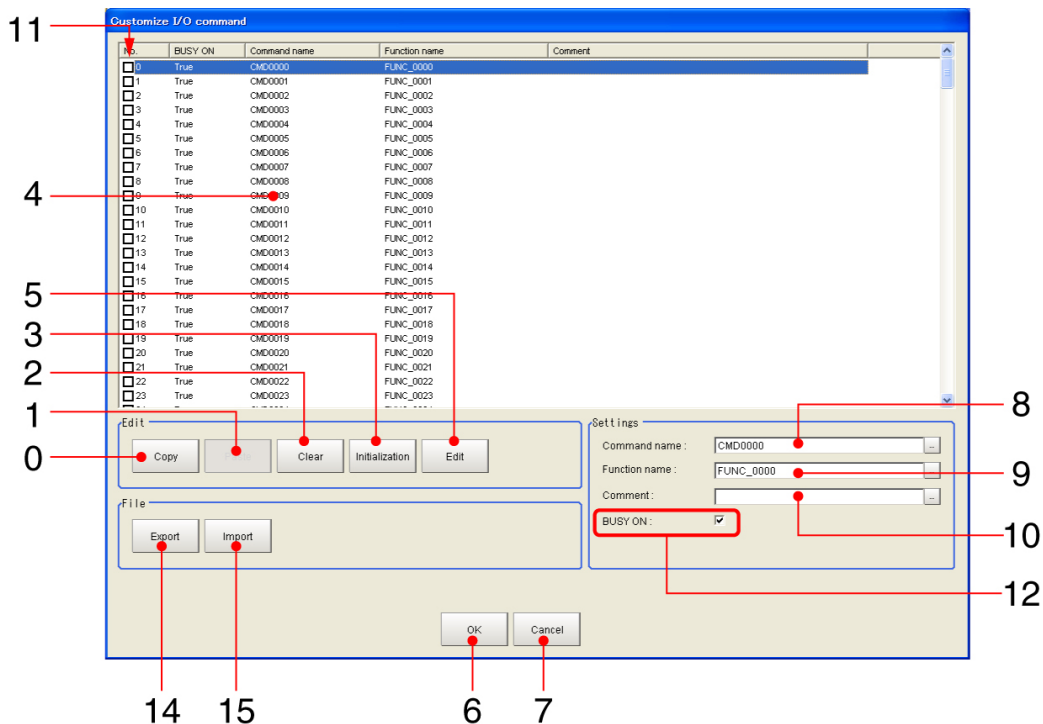 Customize I/O command
11
No. BUSY ON Command name Function name Comment
0 True CMD0000 FUNC_0000
1 True CMD0001 FUNC_0001
2 True CMD0002 FUNC_0002
3 True CMD0003 FUNC_0003
4 True CMD0004 FUNC_0004
5 True CMD0005 FUNC_0005
6 True CMD0006 FUNC_0006
7 True CMD0007 FUNC_0007
8 True CMD0008 FUNC_0008
4
9 True CMD0009 FUNC_0009
10 True CMD0010 FUNC_0010
11 True CMD0011 FUNC_0011
12 True CMD0012 FUNC_0012
13 True CMD0013 FUNC_0013
14 True CMD0014 FUNC_0014
15 True CMD0015 FUNC_0015
5
16 True CMD0016 FUNC_0016
17 True CMD0017 FUNC_0017
18 True CMD0018 FUNC_0018
3
19 True CMD0019 FUNC_0019
20 True CMD0020 FUNC_0020
2
21 True CMD0021 FUNC_0021
22 True CMD0022 FUNC_0022
23 True CMD0023 FUNC_0023
1
Edit
0
Copy Clear Initialization Edit
File
Export Import
Settings
8
Command name : CMD0000 ...
Function name : FUNC_0000
9
Comment : ...
10
BUSY ON :
12
OK Cancel
14 15 6 7